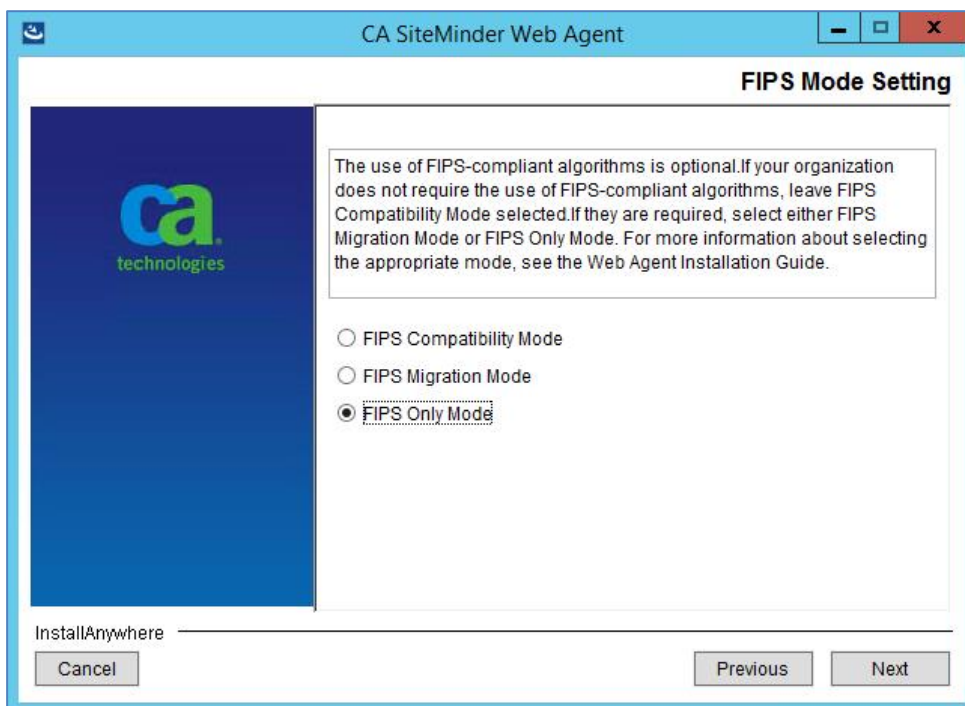 CA SiteMinder Web Agent
FIPS Mode Setting
ca
technologies
The use of FIPS-compliant algorithms is optional.If your organization
does not require the use of FIPS-compliant algorithms, leave FIPS
Compatibility Mode selected.If they are required, select either FIPS
Migration Mode or FIPS Only Mode. For more information about selecting
the appropriate mode, see the Web Agent Installation Guide.
FIPS Compatibility Mode
FIPS Migration Mode
FIPS Only Mode
InstallAnywhere
Cancel
Previous
Next